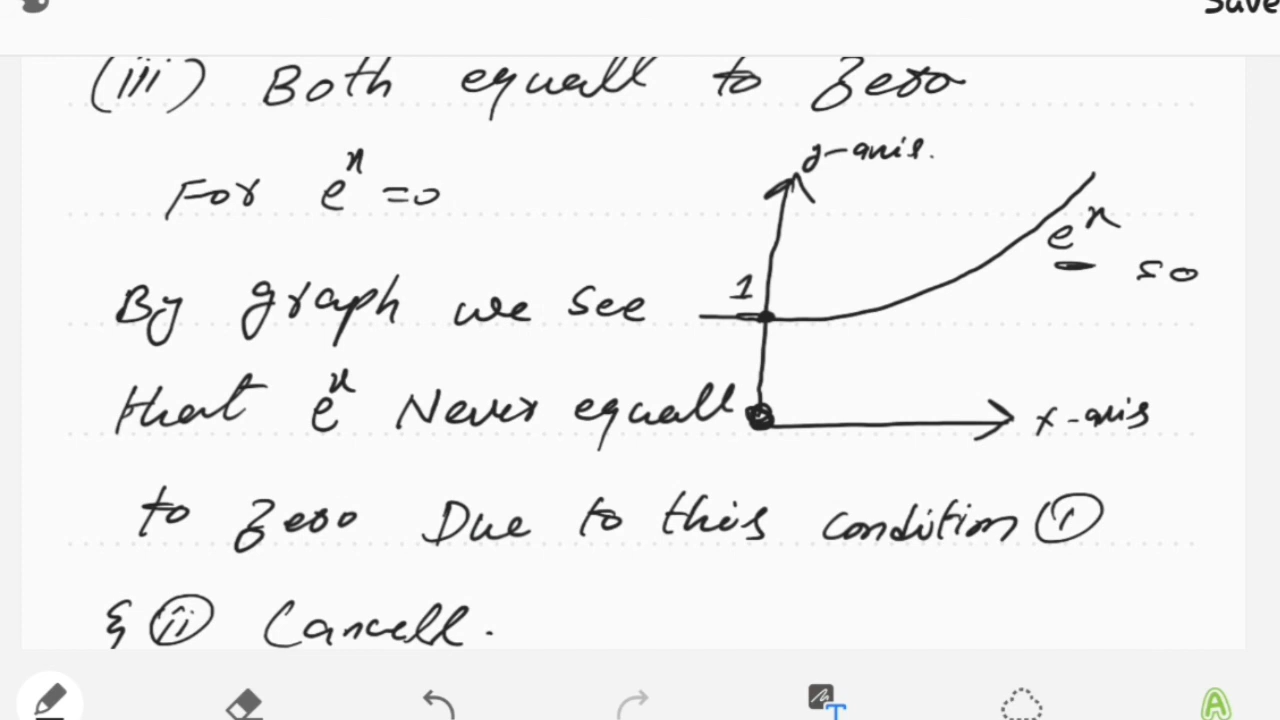 Save
(iii) Both equall to Zero
y-axis.
For e^x =0
e^x = 0
1
By graph we see
that e^x Never equall
x-axis
to Zero Due to this condition (i)
& (ii) Cancell.
T
A